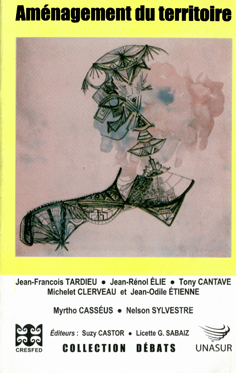 Aménagement du territoire
Jean-Francois TARDIEU ● Jean-Rénol ÉLIE ● Tony CANTAVE
Michelet CLERVEAU et Jean-Odile ÉTIENNE
Myrtho CASSÉUS ● Nelson SYLVESTRE
Éditeurs : Suzy CASTOR ● Licette G. SABAIZ
CRESFED
COLLECTION DÉBATS
UNASUR